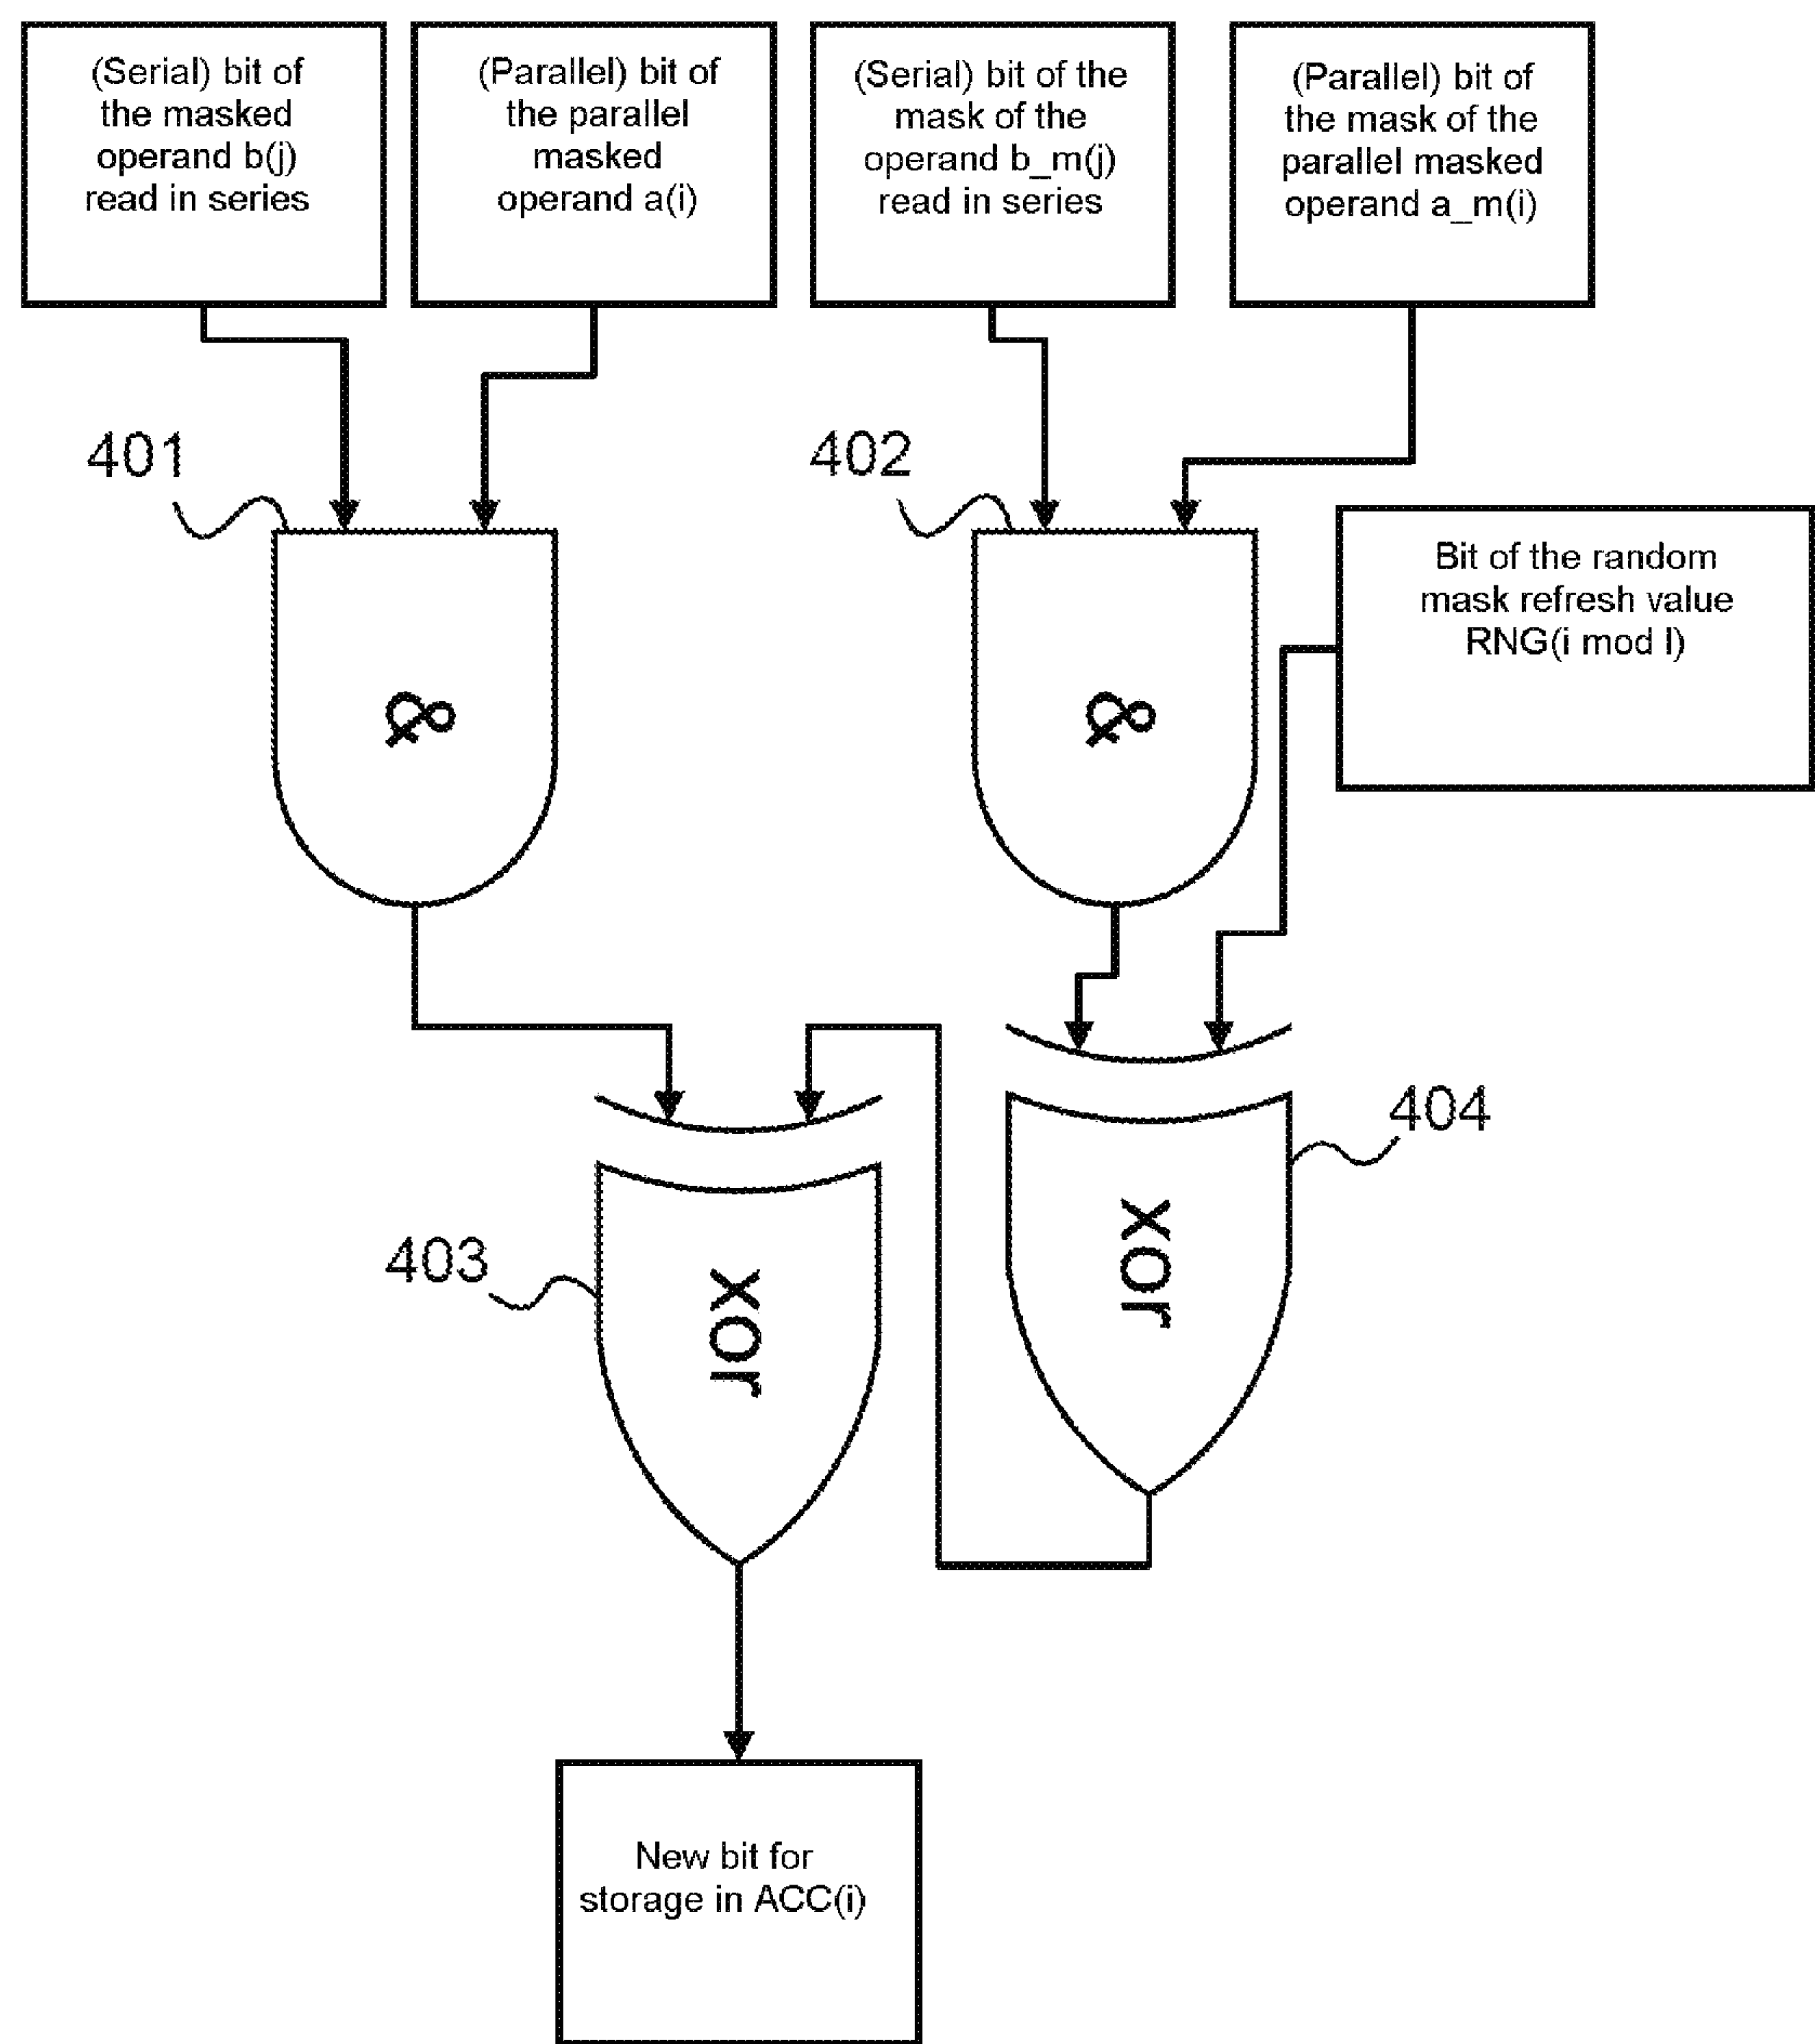 (Serial) bit of
the masked
operand b(j)
read in series
(Parallel) bit of
the parallel
masked
operand a(i)
(Serial) bit of the
mask of the
operand b_m(j)
read in series
(Parallel) bit of
the mask of the
parallel masked
operand a_m(i)
401
402
&
&
Bit of the random
mask refresh value
RNG(i mod l)
404
xor
403
xor
New bit for
storage in ACC(i)